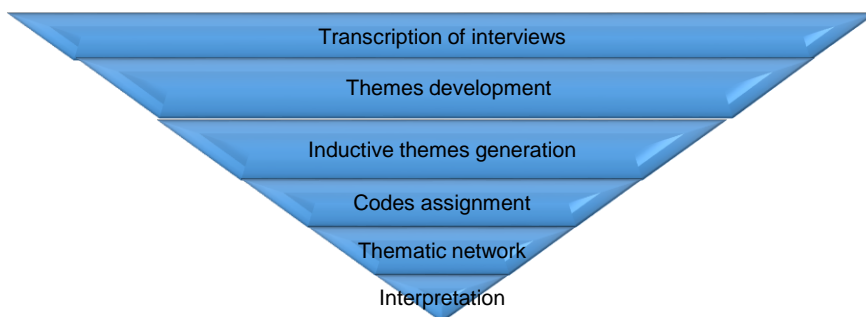 Transcription of interviews
Themes development
Inductive themes generation
Codes assignment
Thematic network
Interpretation